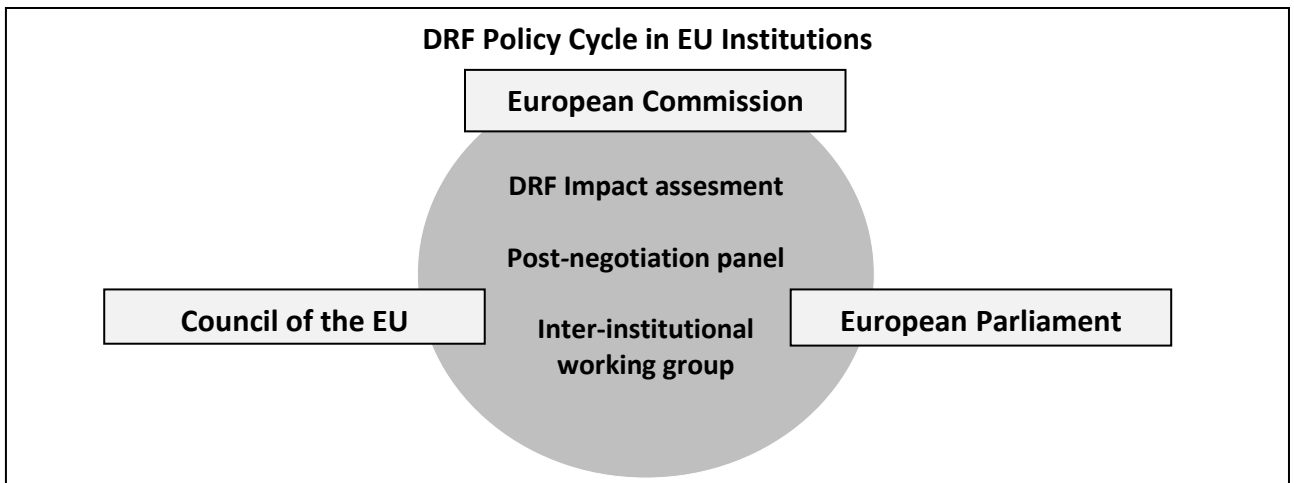 DRF Policy Cycle in EU Institutions
European Commission
DRF Impact assesment
Post-negotiation panel
Council of the EU
Inter-institutional
working group
European Parliament